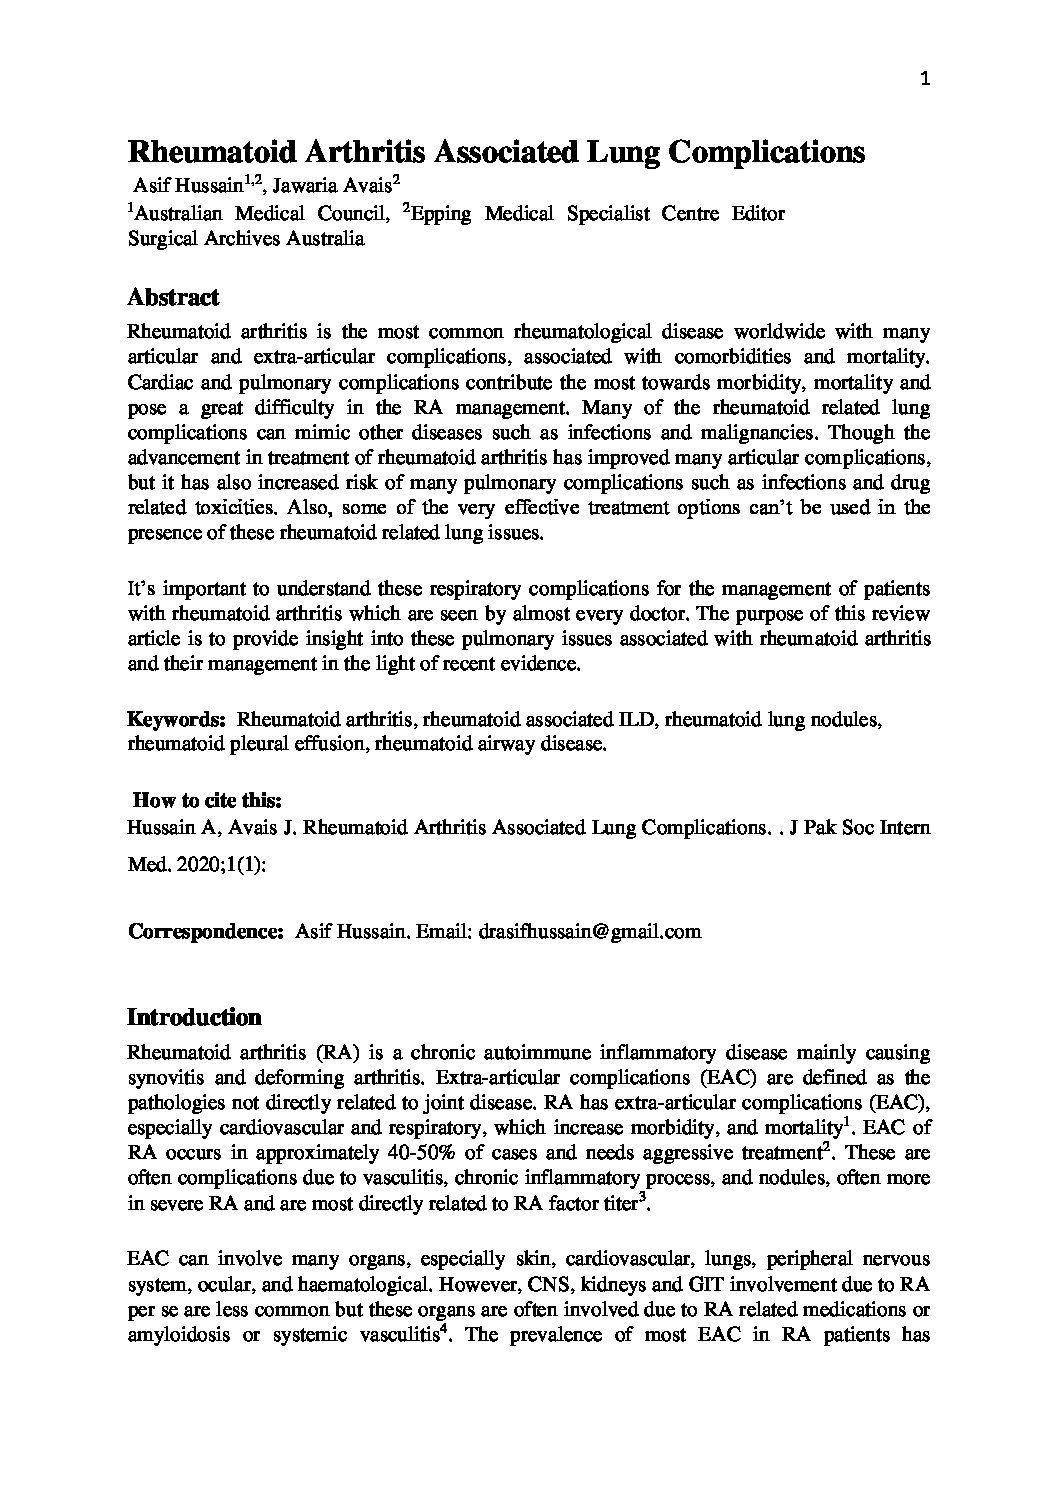 1
Rheumatoid Arthritis Associated Lung Complications
Asif Hussain1,2, Jawaria Avais2
1Australian Medical Council, 2Epping Medical Specialist Centre Editor
Surgical Archives Australia
Abstract
Rheumatoid arthritis is the most common rheumatological disease worldwide with many
articular and extra-articular complications, associated with comorbidities and mortality.
Cardiac and pulmonary complications contribute the most towards morbidity, mortality and
pose a great difficulty in the RA management. Many of the rheumatoid related lung
complications can mimic other diseases such as infections and malignancies. Though the
advancement in treatment of rheumatoid arthritis has improved many articular complications,
but it has also increased risk of many pulmonary complications such as infections and drug
related toxicities. Also, some of the very effective treatment options can’t be used in the
presence of these rheumatoid related lung issues.
It’s important to understand these respiratory complications for the management of patients
with rheumatoid arthritis which are seen by almost every doctor. The purpose of this review
article is to provide insight into these pulmonary issues associated with rheumatoid arthritis
and their management in the light of recent evidence.
Keywords: Rheumatoid arthritis, rheumatoid associated ILD, rheumatoid lung nodules,
rheumatoid pleural effusion, rheumatoid airway disease.
How to cite this:
Hussain A, Avais J. Rheumatoid Arthritis Associated Lung Complications. . J Pak Soc Intern
Med. 2020;1(1):
Correspondence: Asif Hussain. Email: drasifhussain@gmail.com
Introduction
Rheumatoid arthritis (RA) is a chronic autoimmune inflammatory disease mainly causing
synovitis and deforming arthritis. Extra-articular complications (EAC) are defined as the
pathologies not directly related to joint disease. RA has extra-articular complications (EAC),
especially cardiovascular and respiratory, which increase morbidity, and mortality1. EAC of
RA occurs in approximately 40-50% of cases and needs aggressive treatment2. These are
often complications due to vasculitis, chronic inflammatory process, and nodules, often more
in severe RA and are most directly related to RA factor titer3.
EAC can involve many organs, especially skin, cardiovascular, lungs, peripheral nervous
system, ocular, and haematological. However, CNS, kidneys and GIT involvement due to RA
per se are less common but these organs are often involved due to RA related medications or
amyloidosis or systemic vasculitis4. The prevalence of most EAC in RA patients has